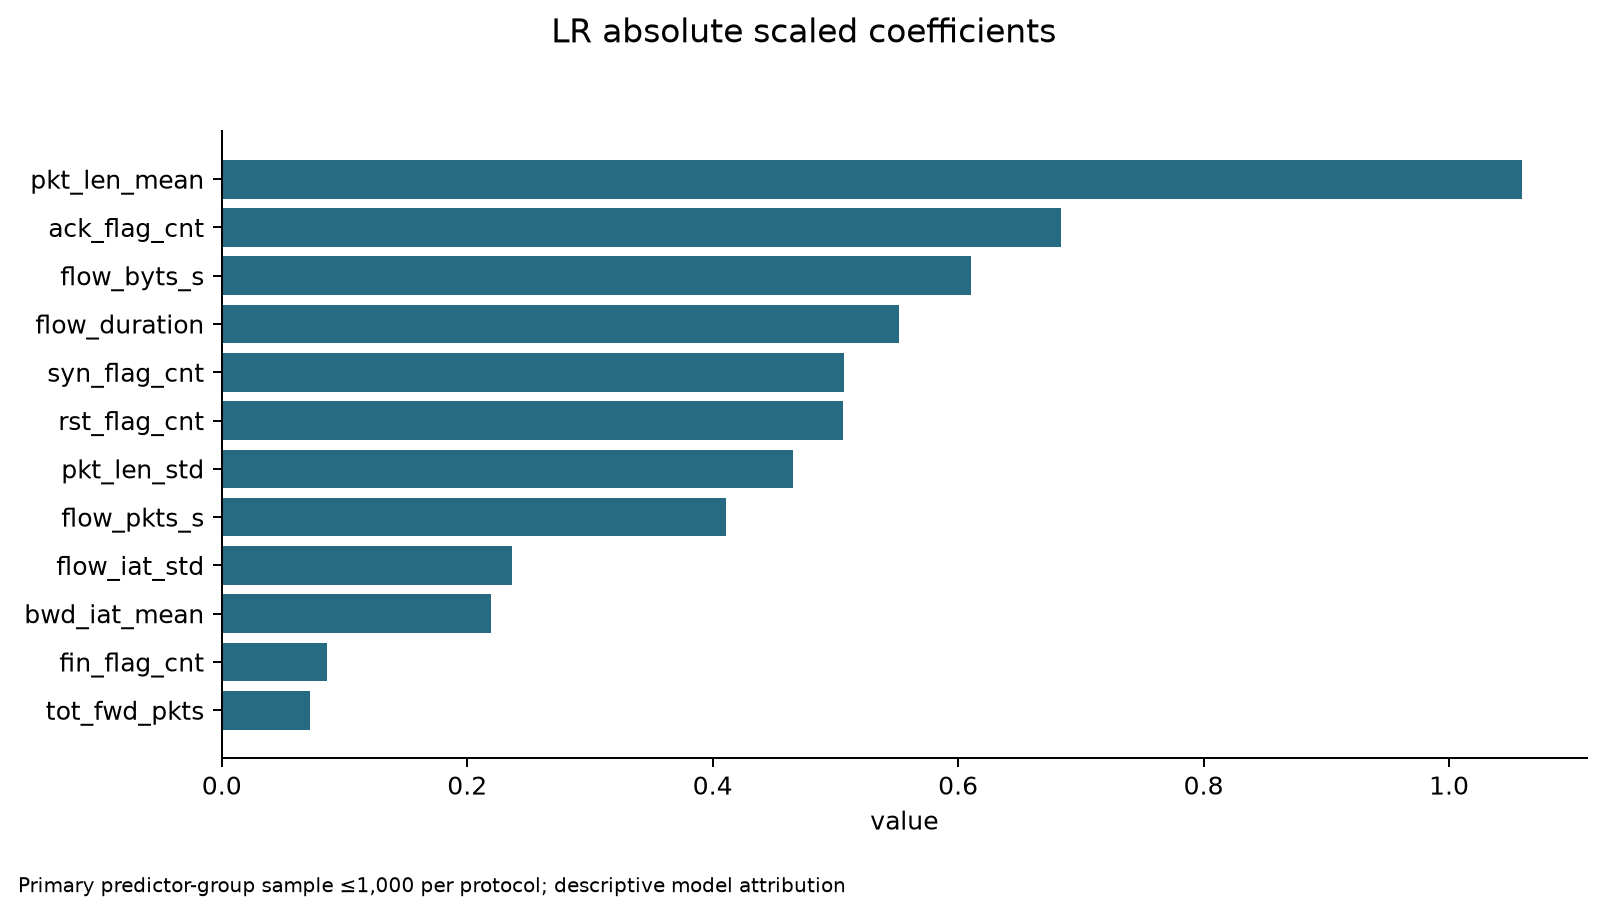 LR absolute scaled coefficients
pkt_len_mean
ack_flag_cnt
flow_byts_s
flow_duration
syn_flag_cnt
rst_flag_cnt
pkt_len_std
flow_pkts_s
flow_iat_std
bwd_iat_mean
fin_flag_cnt
tot_fwd_pkts
0.0 0.2 0.4 0.6 0.8 1.0
value
Primary predictor-group sample ≤1,000 per protocol; descriptive model attribution